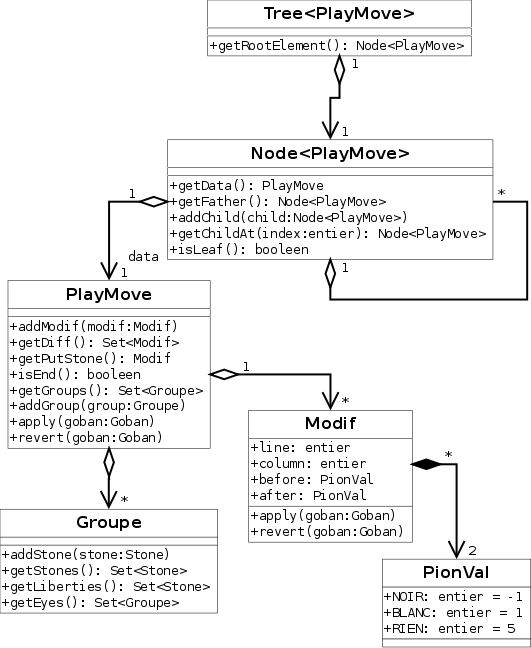 Tree<PlayMove>
+getRootElement(): Node<PlayMove>
1
1
Node<PlayMove>
+getData(): PlayMove
+getFather(): Node<PlayMove>
+addChild(child:Node<PlayMove>)
+getChildAt(index:entier): Node<PlayMove>
+isLeaf(): booleen
*
1
1
data
1
PlayMove
+addModif(modif:Modif)
+getDiff(): Set<Modif>
+getPutStone(): Modif
+isEnd(): booleen
+getGroups(): Set<Groupe>
+addGroup(group:Groupe)
+apply(goban:Goban)
+revert(goban:Goban)
1
*
Modif
+line: entier
+column: entier
+before: PionVal
+after: PionVal
+apply(goban:Goban)
+revert(goban:Goban)
*
2
*
Groupe
+addStone(stone:Stone)
+getStones(): Set<Stone>
+getLiberties(): Set<Stone>
+getEyes(): Set<Groupe>
PionVal
+NOIR: entier = -1
+BLANC: entier = 1
+RIEN: entier = 5